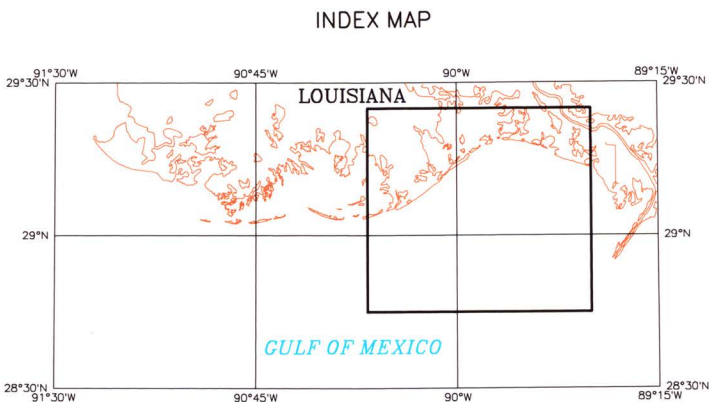 INDEX MAP
91°30'W 90°45'W 90°W 89°15'W
29°30'N 29°30'N
LOUISIANA
29°N 29°N
GULF OF MEXICO
28°30'N 28°30'N
91°30'W 90°45'W 90°W 89°15'W